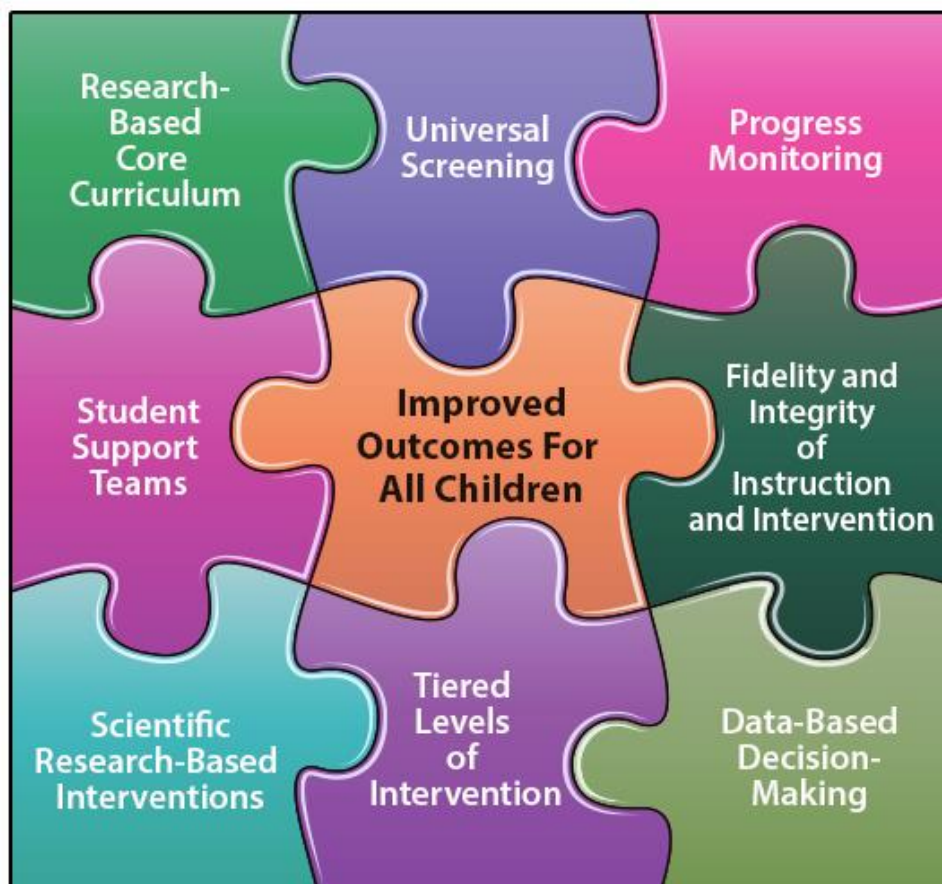 Research-
Based
Core
Curriculum
Universal
Screening
Progress
Monitoring
Student
Support
Teams
Improved
Outcomes For
All Children
Fidelity and
Integrity
of
Instruction
and Intervention
Scientific
Research-Based
Interventions
Tiered
Levels
of
Intervention
Data-Based
Decision-
Making